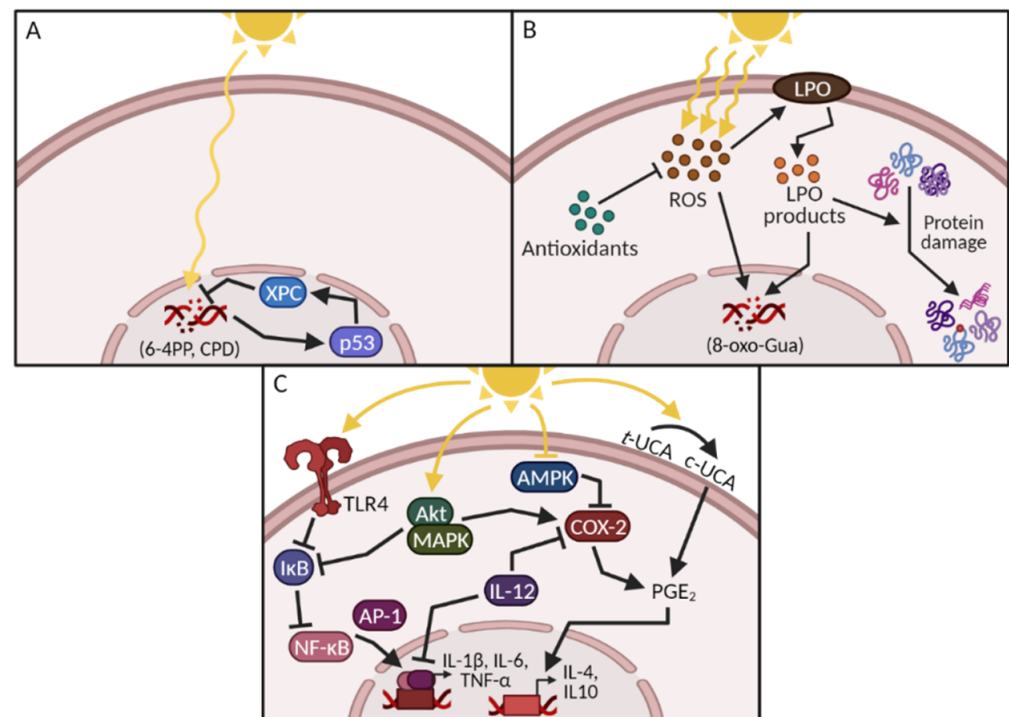 A
XPC
p53
(6-4PP, CPD)
B
LPO
ROS
Antioxidants
LPO
products
Protein
damage
(8-oxo-Gua)
C
t-UCA
c-UCA
TLR4
AMPK
Akt
MAPK
COX-2
IκB
IL-12
PGE₂
AP-1
NF-κB
IL-1β, IL-6,
TNF-α
IL-4,
IL10